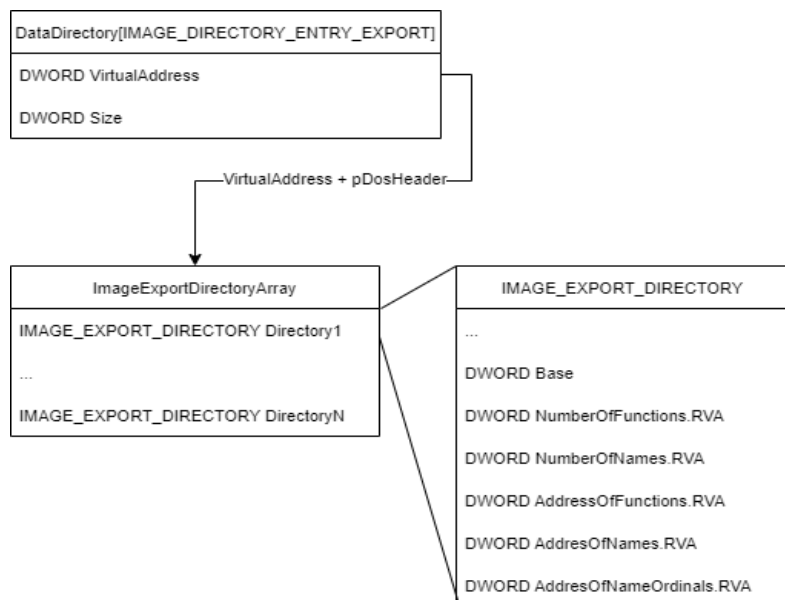 DataDirectory[IMAGE_DIRECTORY_ENTRY_EXPORT]
DWORD VirtualAddress
DWORD Size
VirtualAddress + pDosHeader
ImageExportDirectoryArray
IMAGE_EXPORT_DIRECTORY Directory1
...
IMAGE_EXPORT_DIRECTORY DirectoryN
IMAGE_EXPORT_DIRECTORY
...
DWORD Base
DWORD NumberOfFunctions.RVA
DWORD NumberOfNames.RVA
DWORD AddressOfFunctions.RVA
DWORD AddresOfNames.RVA
DWORD AddresOfNameOrdinals.RVA